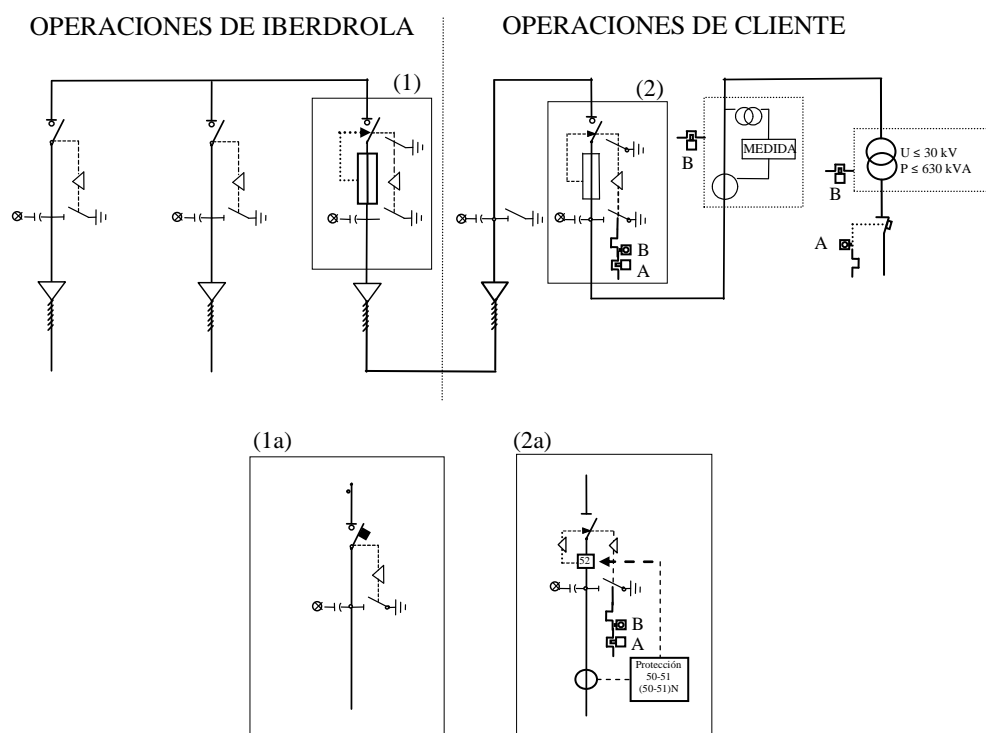 OPERACIONES DE IBERDROLA
OPERACIONES DE CLIENTE
(1)
(2)
MEDIDA
B
U ≤ 30 kV
P ≤ 630 kVA
B
A
B
A
(1a)
(2a)
52
B
A
Protección
50-51
(50-51)N